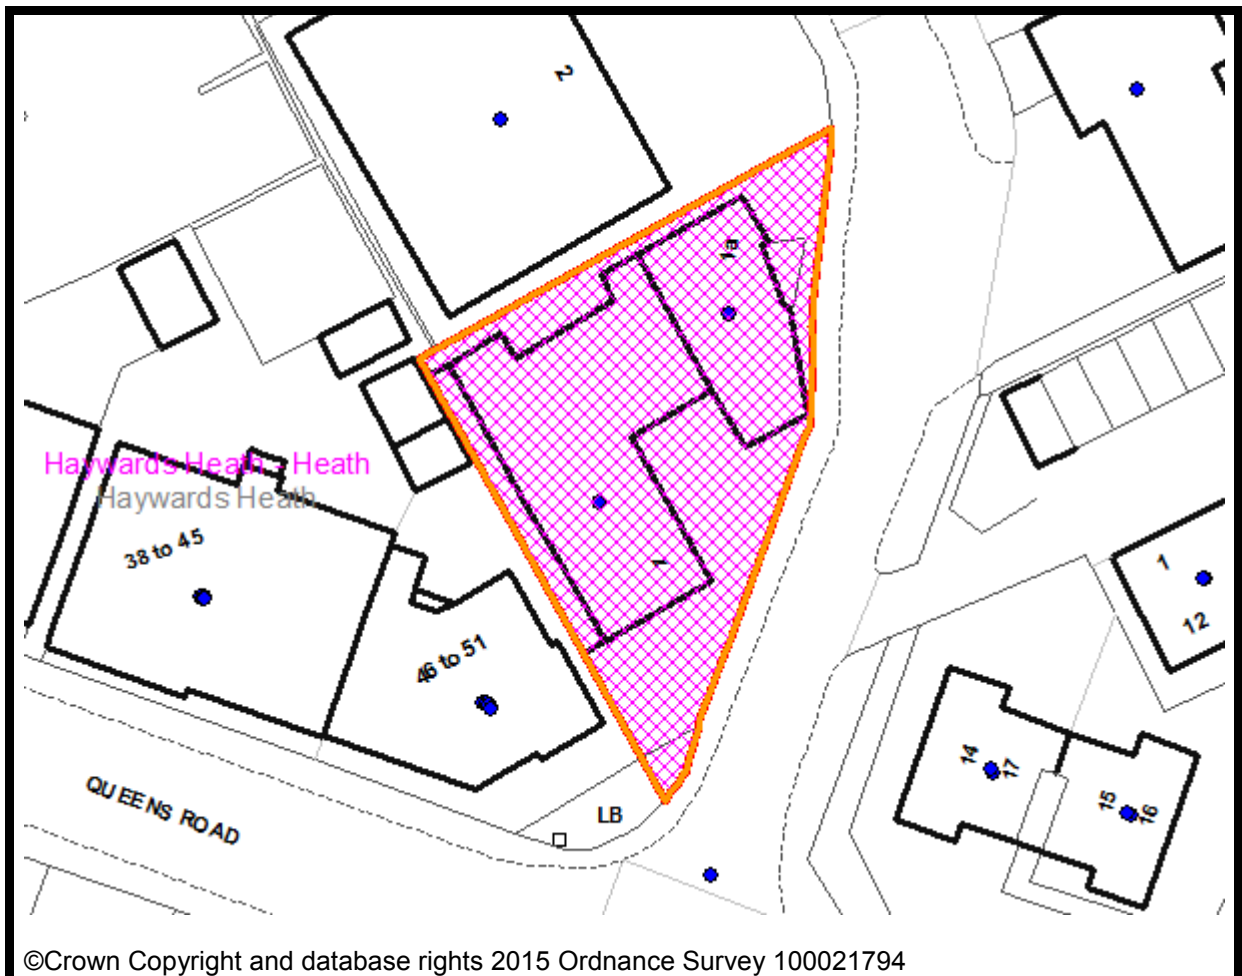 2
1a
Haywards Heath - Heath
Haywards Heath
38 to 45
1
1
12
46 to 51
14
17
15
16
QUEENS ROAD
LB
©Crown Copyright and database rights 2015 Ordnance Survey 100021794